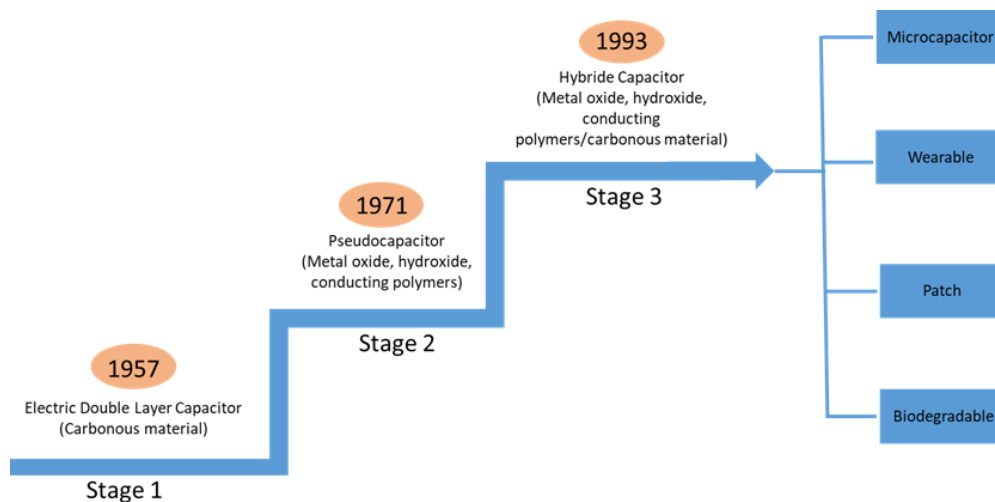 1957
Electric Double Layer Capacitor
(Carbonous material)
Stage 1
1971
Pseudocapacitor
(Metal oxide, hydroxide,
conducting polymers)
Stage 2
1993
Hybride Capacitor
(Metal oxide, hydroxide,
conducting
polymers/carbonous material)
Stage 3
Microcapacitor
Wearable
Patch
Biodegradable